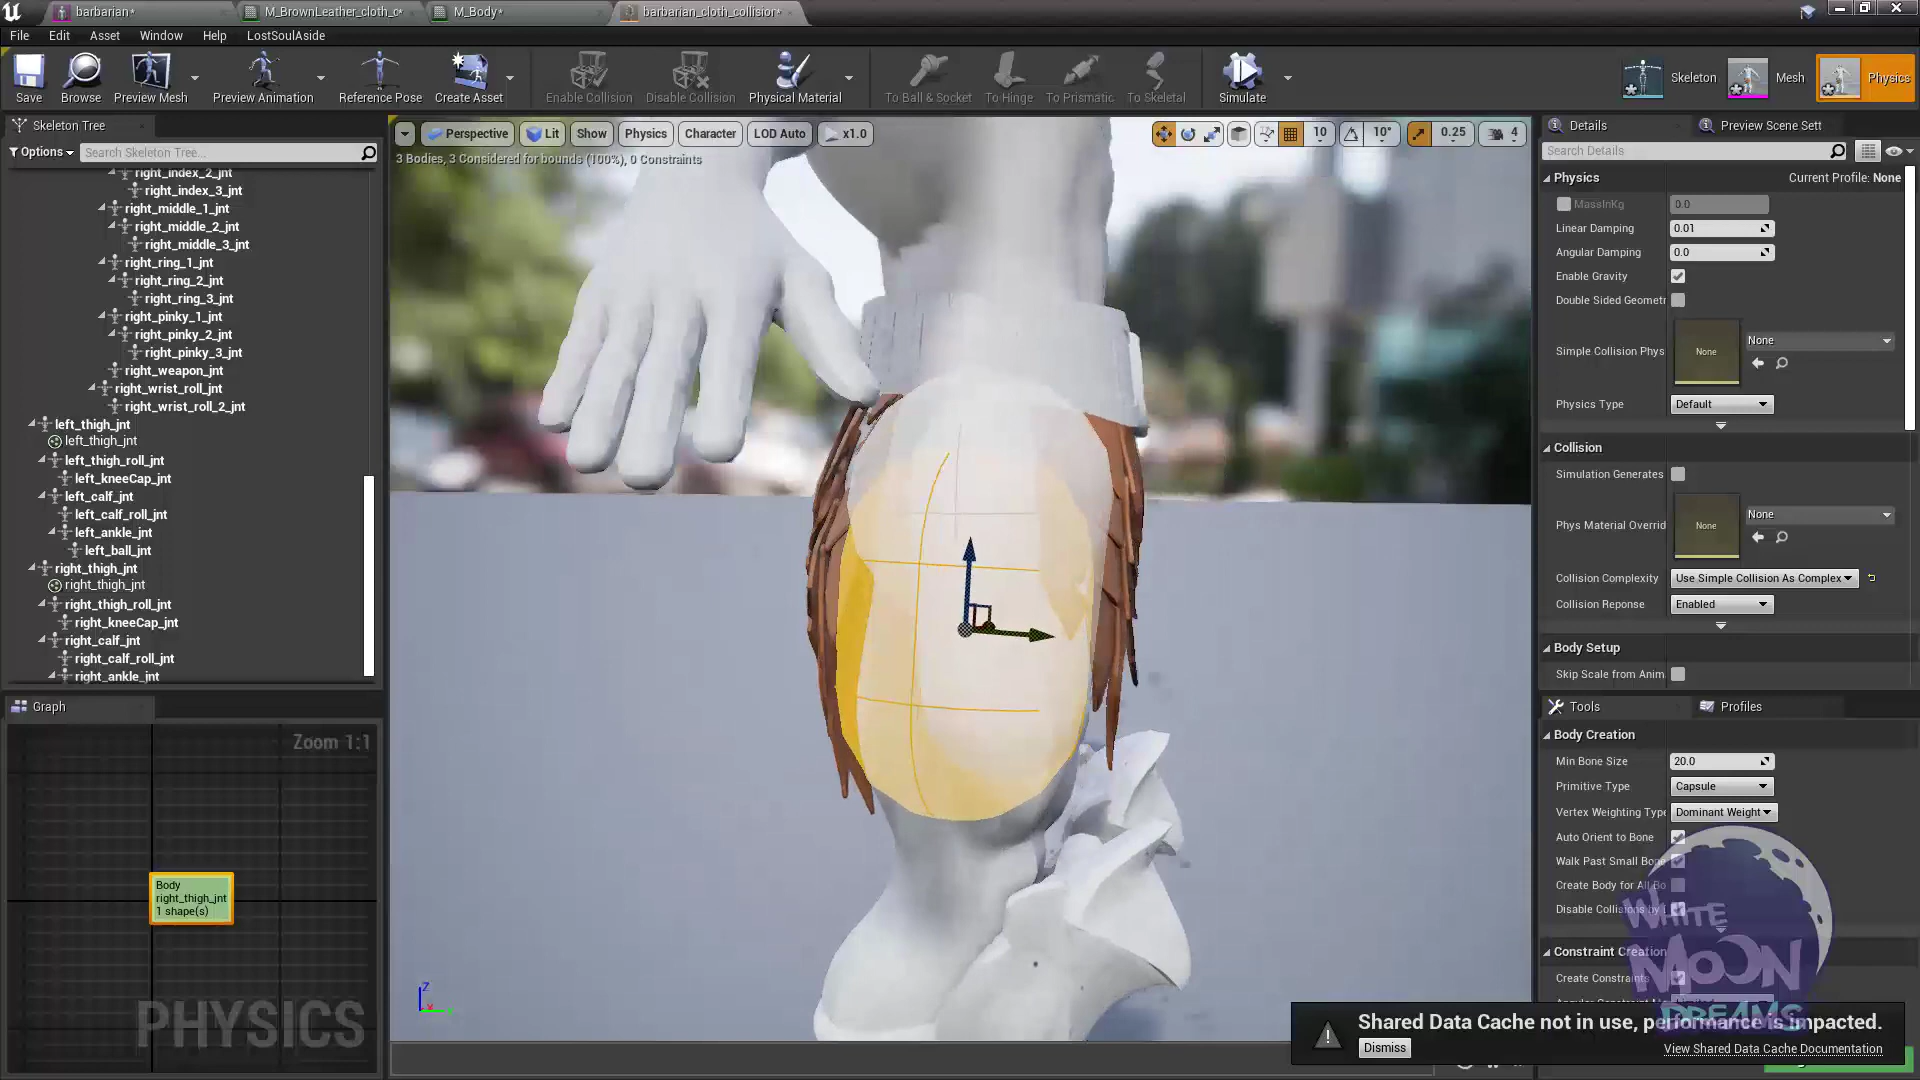 barbarian*
M_BrownLeather_cloth_c*
M_Body*
barbarian_cloth_collision*
File Edit Asset Window Help LostSoulAside
Save Browse Preview Mesh Preview Animation Reference Pose Create Asset Enable Collision Disable Collision Physical Material To Ball & Socket To Hinge To Prismatic To Skeletal Simulate Skeleton Mesh Physics
Skeleton Tree
Options Search Skeleton Tree...
right_index_2_jnt
right_index_3_jnt
right_middle_1_jnt
right_middle_2_jnt
right_middle_3_jnt
right_ring_1_jnt
right_ring_2_jnt
right_ring_3_jnt
right_pinky_1_jnt
right_pinky_2_jnt
right_pinky_3_jnt
right_weapon_jnt
right_wrist_roll_jnt
right_wrist_roll_2_jnt
left_thigh_jnt
left_thigh_jnt
left_thigh_roll_jnt
left_kneeCap_jnt
left_calf_jnt
left_calf_roll_jnt
left_ankle_jnt
left_ball_jnt
right_thigh_jnt
right_thigh_jnt
right_thigh_roll_jnt
right_kneeCap_jnt
right_calf_jnt
right_calf_roll_jnt
right_ankle_jnt
Graph
Zoom 1:1
Body
right_thigh_jnt
1 shape(s)
PHYSICS
Perspective Lit Show Physics Character LOD Auto x1.0 10 10° 0.25 4
3 Bodies, 3 Considered for bounds (100%), 0 Constraints
Z
Details Preview Scene Sett
Search Details
Physics Current Profile: None
MassInKg 0.0
Linear Damping 0.01
Angular Damping 0.0
Enable Gravity
Double Sided Geometr
Simple Collision Phys None None
Physics Type Default
Collision
Simulation Generates
Phys Material Overrid None None
Collision Complexity Use Simple Collision As Complex
Collision Reponse Enabled
Body Setup
Skip Scale from Anim
Tools Profiles
Body Creation
Min Bone Size 20.0
Primitive Type Capsule
Vertex Weighting Type Dominant Weight
Auto Orient to Bone
Walk Past Small Bone
Create Body for All Bo
Disable Collisions by
Constraint Creation
Create Constraints
WHITE
MOON
DREAMS
Shared Data Cache not in use, performance is impacted.
Dismiss View Shared Data Cache Documentation